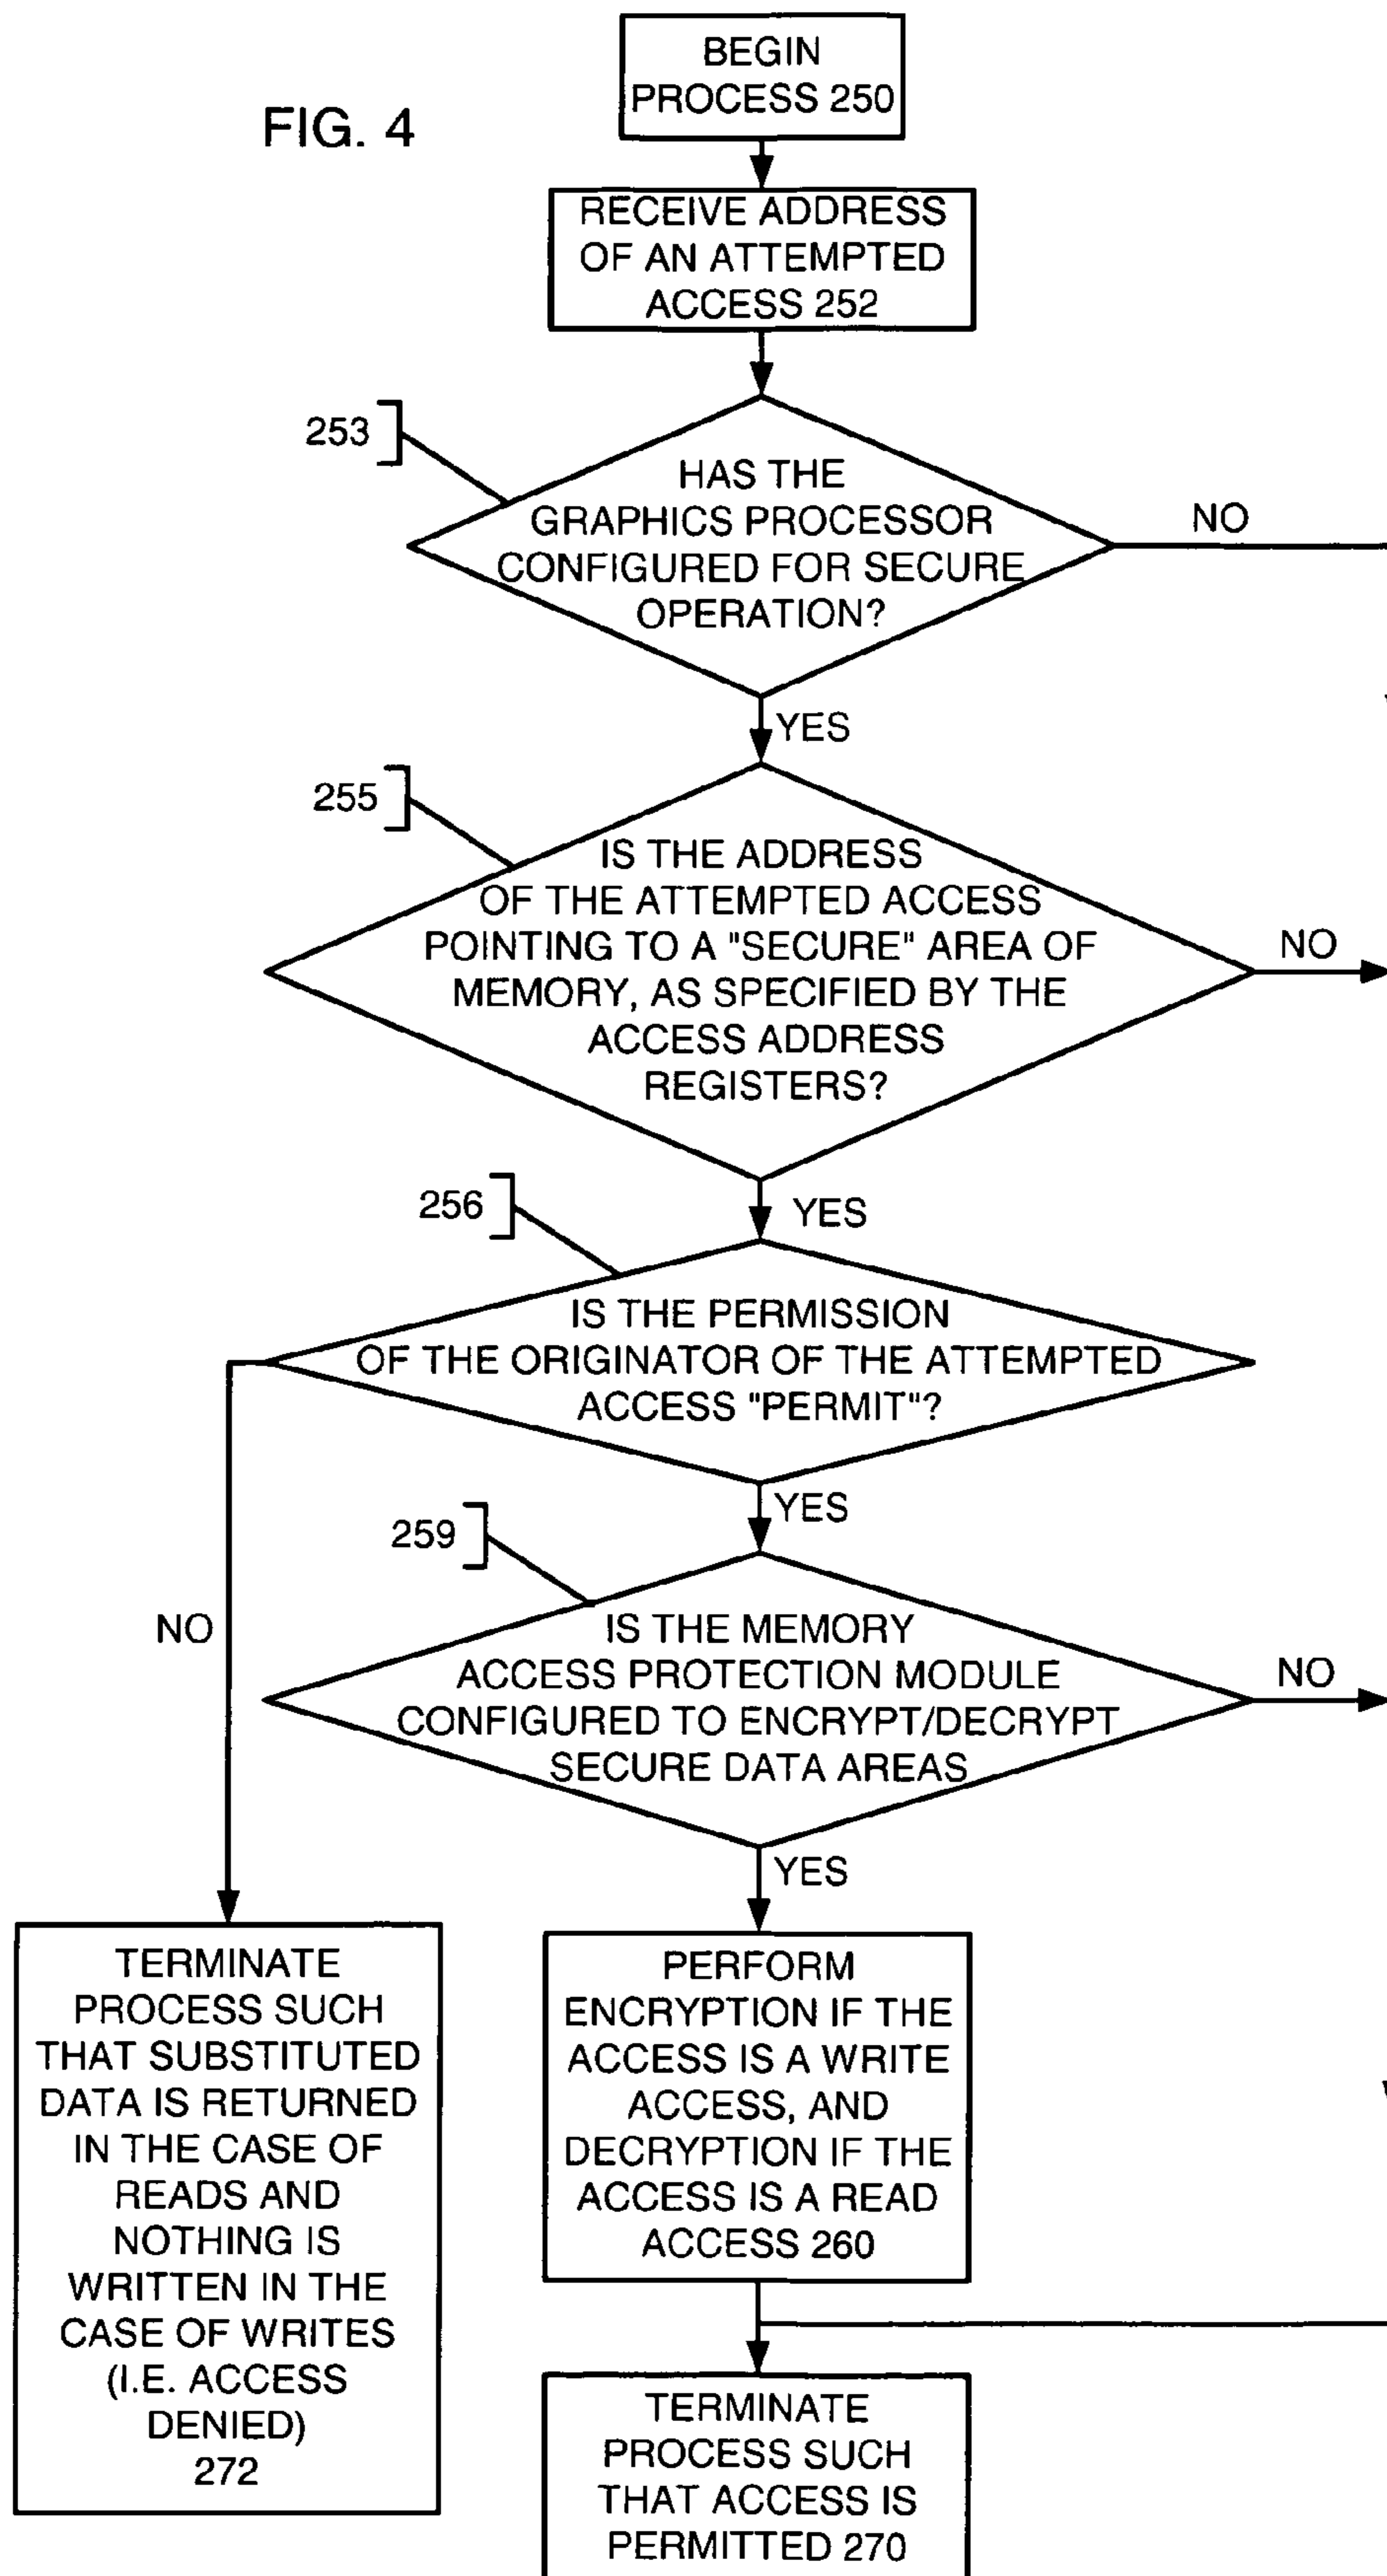 BEGIN
PROCESS 250
FIG. 4
RECEIVE ADDRESS
OF AN ATTEMPTED
ACCESS 252
253
HAS THE
GRAPHICS PROCESSOR
CONFIGURED FOR SECURE
OPERATION?
NO
YES
255
IS THE ADDRESS
OF THE ATTEMPTED ACCESS
POINTING TO A "SECURE" AREA OF
MEMORY, AS SPECIFIED BY THE
ACCESS ADDRESS
REGISTERS?
NO
YES
256
IS THE PERMISSION
OF THE ORIGINATOR OF THE ATTEMPTED
ACCESS "PERMIT"?
NO
YES
259
IS THE MEMORY
ACCESS PROTECTION MODULE
CONFIGURED TO ENCRYPT/DECRYPT
SECURE DATA AREAS
NO
YES
TERMINATE
PROCESS SUCH
THAT SUBSTITUTED
DATA IS RETURNED
IN THE CASE OF
READS AND
NOTHING IS
WRITTEN IN THE
CASE OF WRITES
(I.E. ACCESS
DENIED)
272
PERFORM
ENCRYPTION IF THE
ACCESS IS A WRITE
ACCESS, AND
DECRYPTION IF THE
ACCESS IS A READ
ACCESS 260
TERMINATE
PROCESS SUCH
THAT ACCESS IS
PERMITTED 270